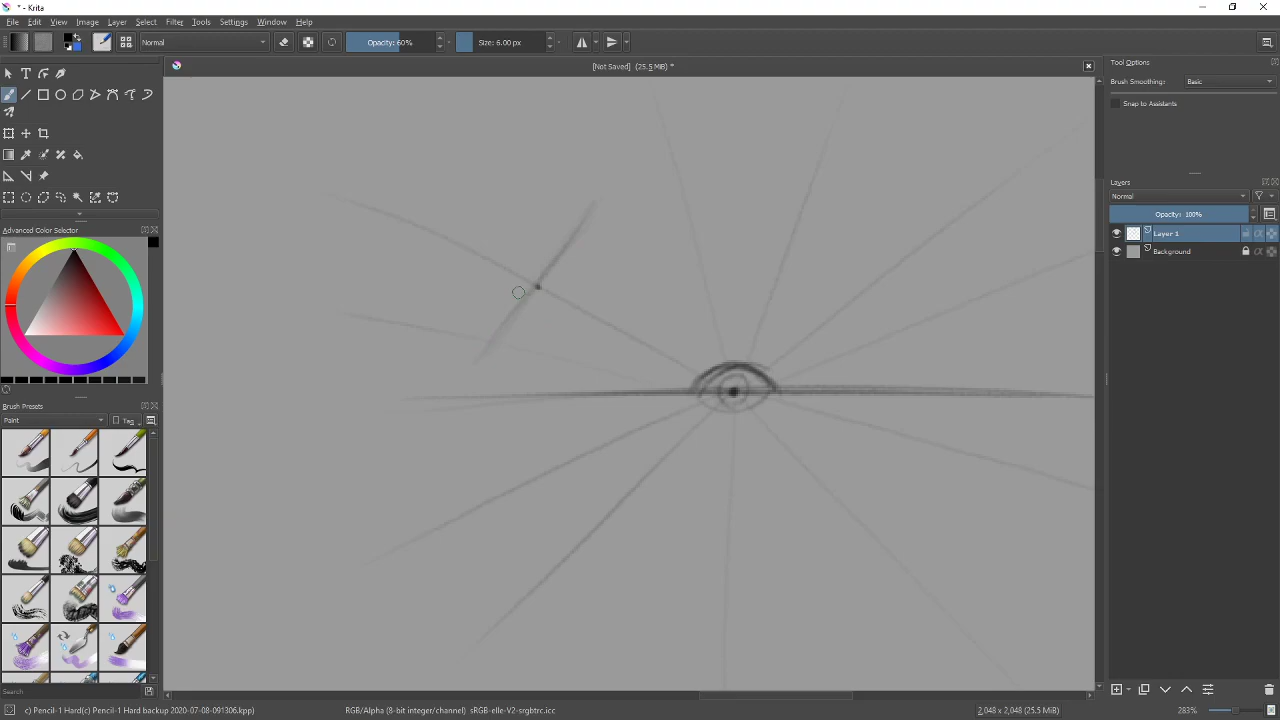 * - Krita
File Edit View Image Layer Select Filter Tools Settings Window Help
Normal Opacity: 60% Size: 6.00 px
[Not Saved] (25.5 MiB) *
Tool Options
Brush Smoothing: Basic
Snap to Assistants
Layers
Normal
Opacity: 100%
Layer 1
Background
Advanced Color Selector
Brush Presets
Paint Tag
Search
c) Pencil-1 Hard(c) Pencil-1 Hard backup 2020-07-08-091306.kpp)
RGB/Alpha (8-bit integer/channel) sRGB-elle-V2-srgbtrc.icc
2,048 x 2,048 (25.5 MiB)
283%